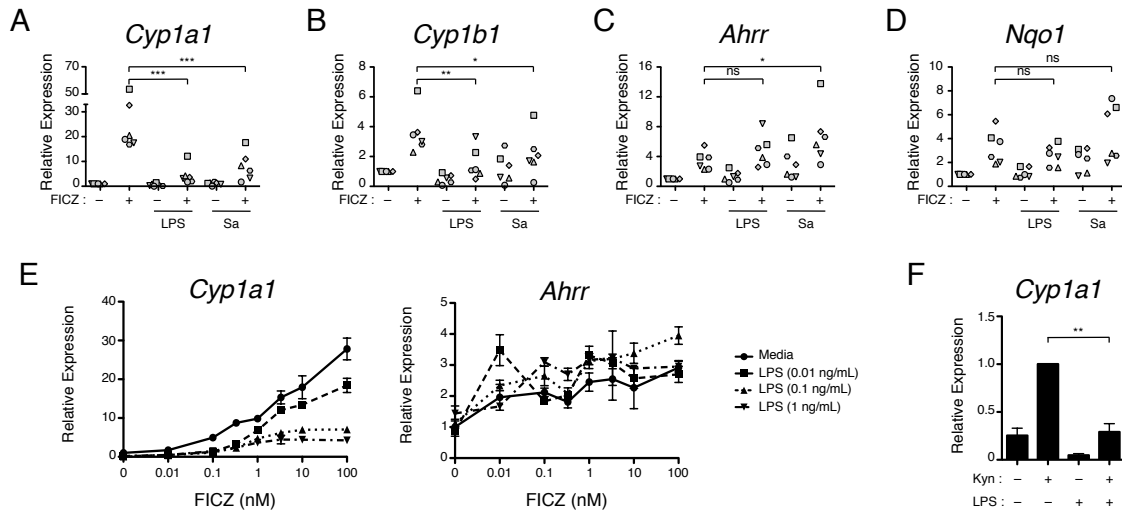 A
Cyp1a1
Relative Expression
70
50
30
20
10
0
***
***
FICZ : – + – + – +
LPS
Sa
B
Cyp1b1
Relative Expression
8
6
4
2
0
*
**
FICZ : – + – + – +
LPS
Sa
C
Ahrr
Relative Expression
16
12
8
4
0
*
ns
FICZ : – + – + – +
LPS
Sa
D
Nqo1
Relative Expression
10
8
6
4
2
0
ns
ns
FICZ : – + – + – +
LPS
Sa
E
Cyp1a1
Relative Expression
40
30
20
10
0
0 0.01 0.1 1 10 100
FICZ (nM)
Ahrr
Relative Expression
5
4
3
2
1
0
0 0.01 0.1 1 10 100
FICZ (nM)
Media
LPS (0.01 ng/mL)
LPS (0.1 ng/mL)
LPS (1 ng/mL)
F
Cyp1a1
Relative Expression
1.5
1.0
0.5
0
**
Kyn : – + – +
LPS : – – + +